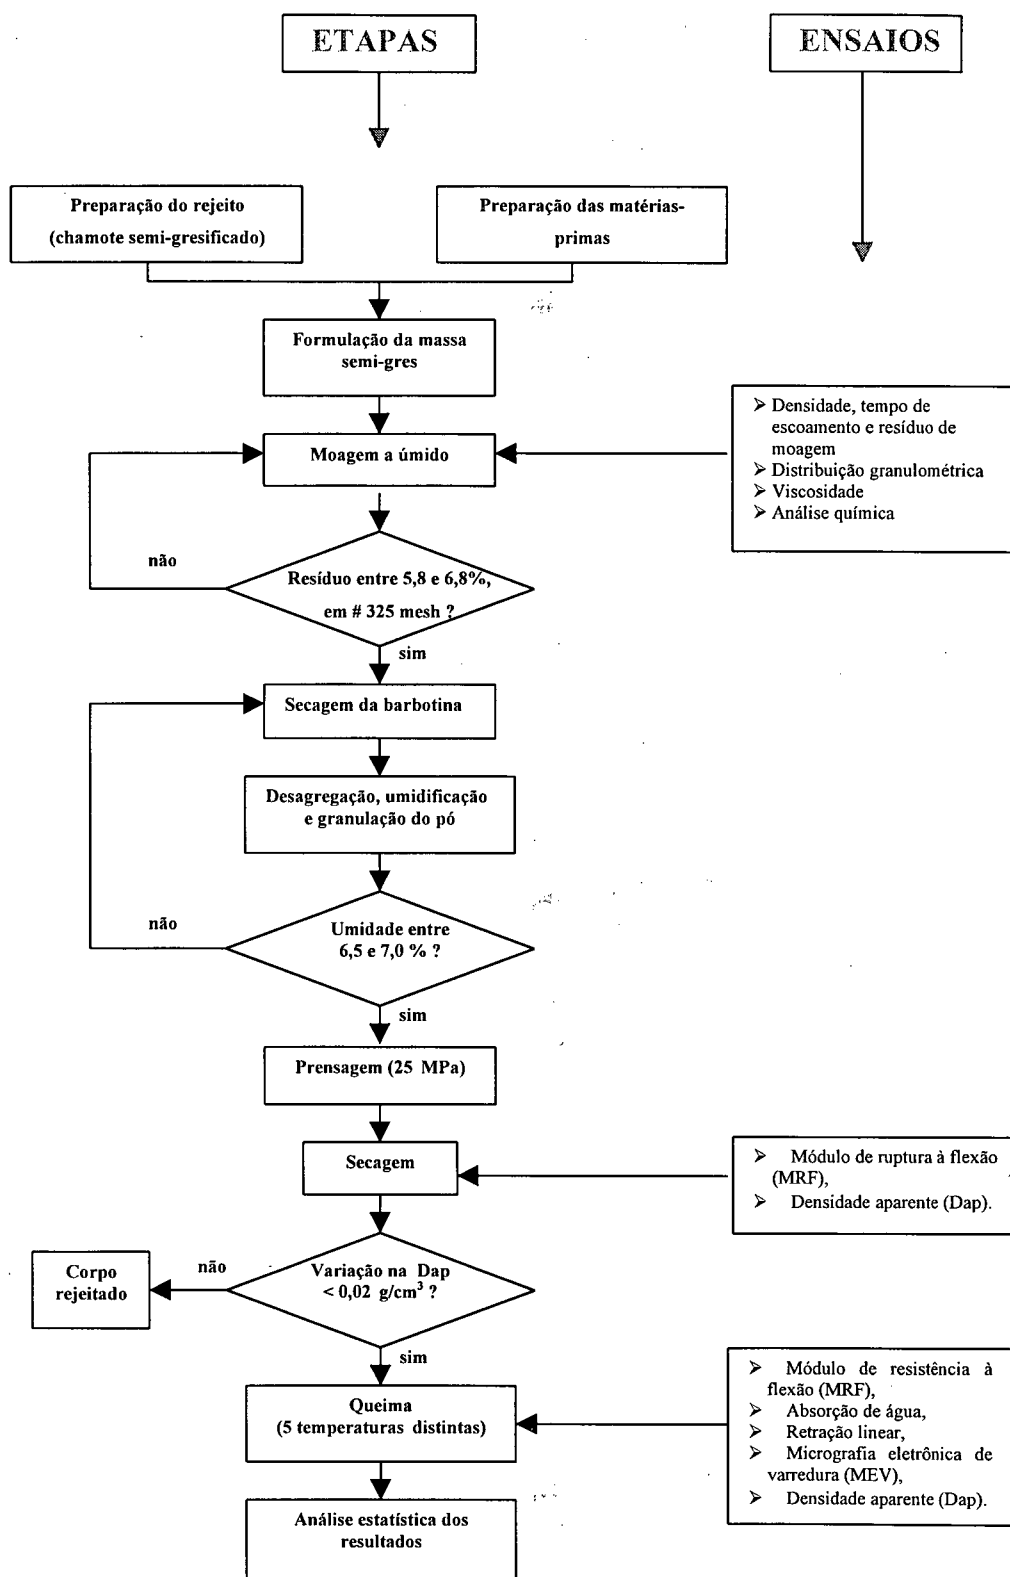 ETAPAS
ENSAIOS
Preparação do rejeito
(chamote semi-gresificado)
Preparação das matérias-
primas
Formulação da massa
semi-gres
Moagem a úmido
➢ Densidade, tempo de
escoamento e resíduo de
moagem
➢ Distribuição granulométrica
➢ Viscosidade
➢ Análise química
não
Resíduo entre 5,8 e 6,8%,
em # 325 mesh ?
sim
Secagem da barbotina
Desagregação, umidificação
e granulação do pó
não
Umidade entre
6,5 e 7,0 % ?
sim
Prensagem (25 MPa)
Secagem
➢ Módulo de ruptura à flexão
(MRF),
➢ Densidade aparente (Dap).
Corpo
rejeitado
não
Variação na Dap
< 0,02 g/cm³ ?
sim
Queima
(5 temperaturas distintas)
➢ Módulo de resistência à
flexão (MRF),
➢ Absorção de água,
➢ Retração linear,
➢ Micrografia eletrônica de
varredura (MEV),
➢ Densidade aparente (Dap).
Análise estatística dos
resultados